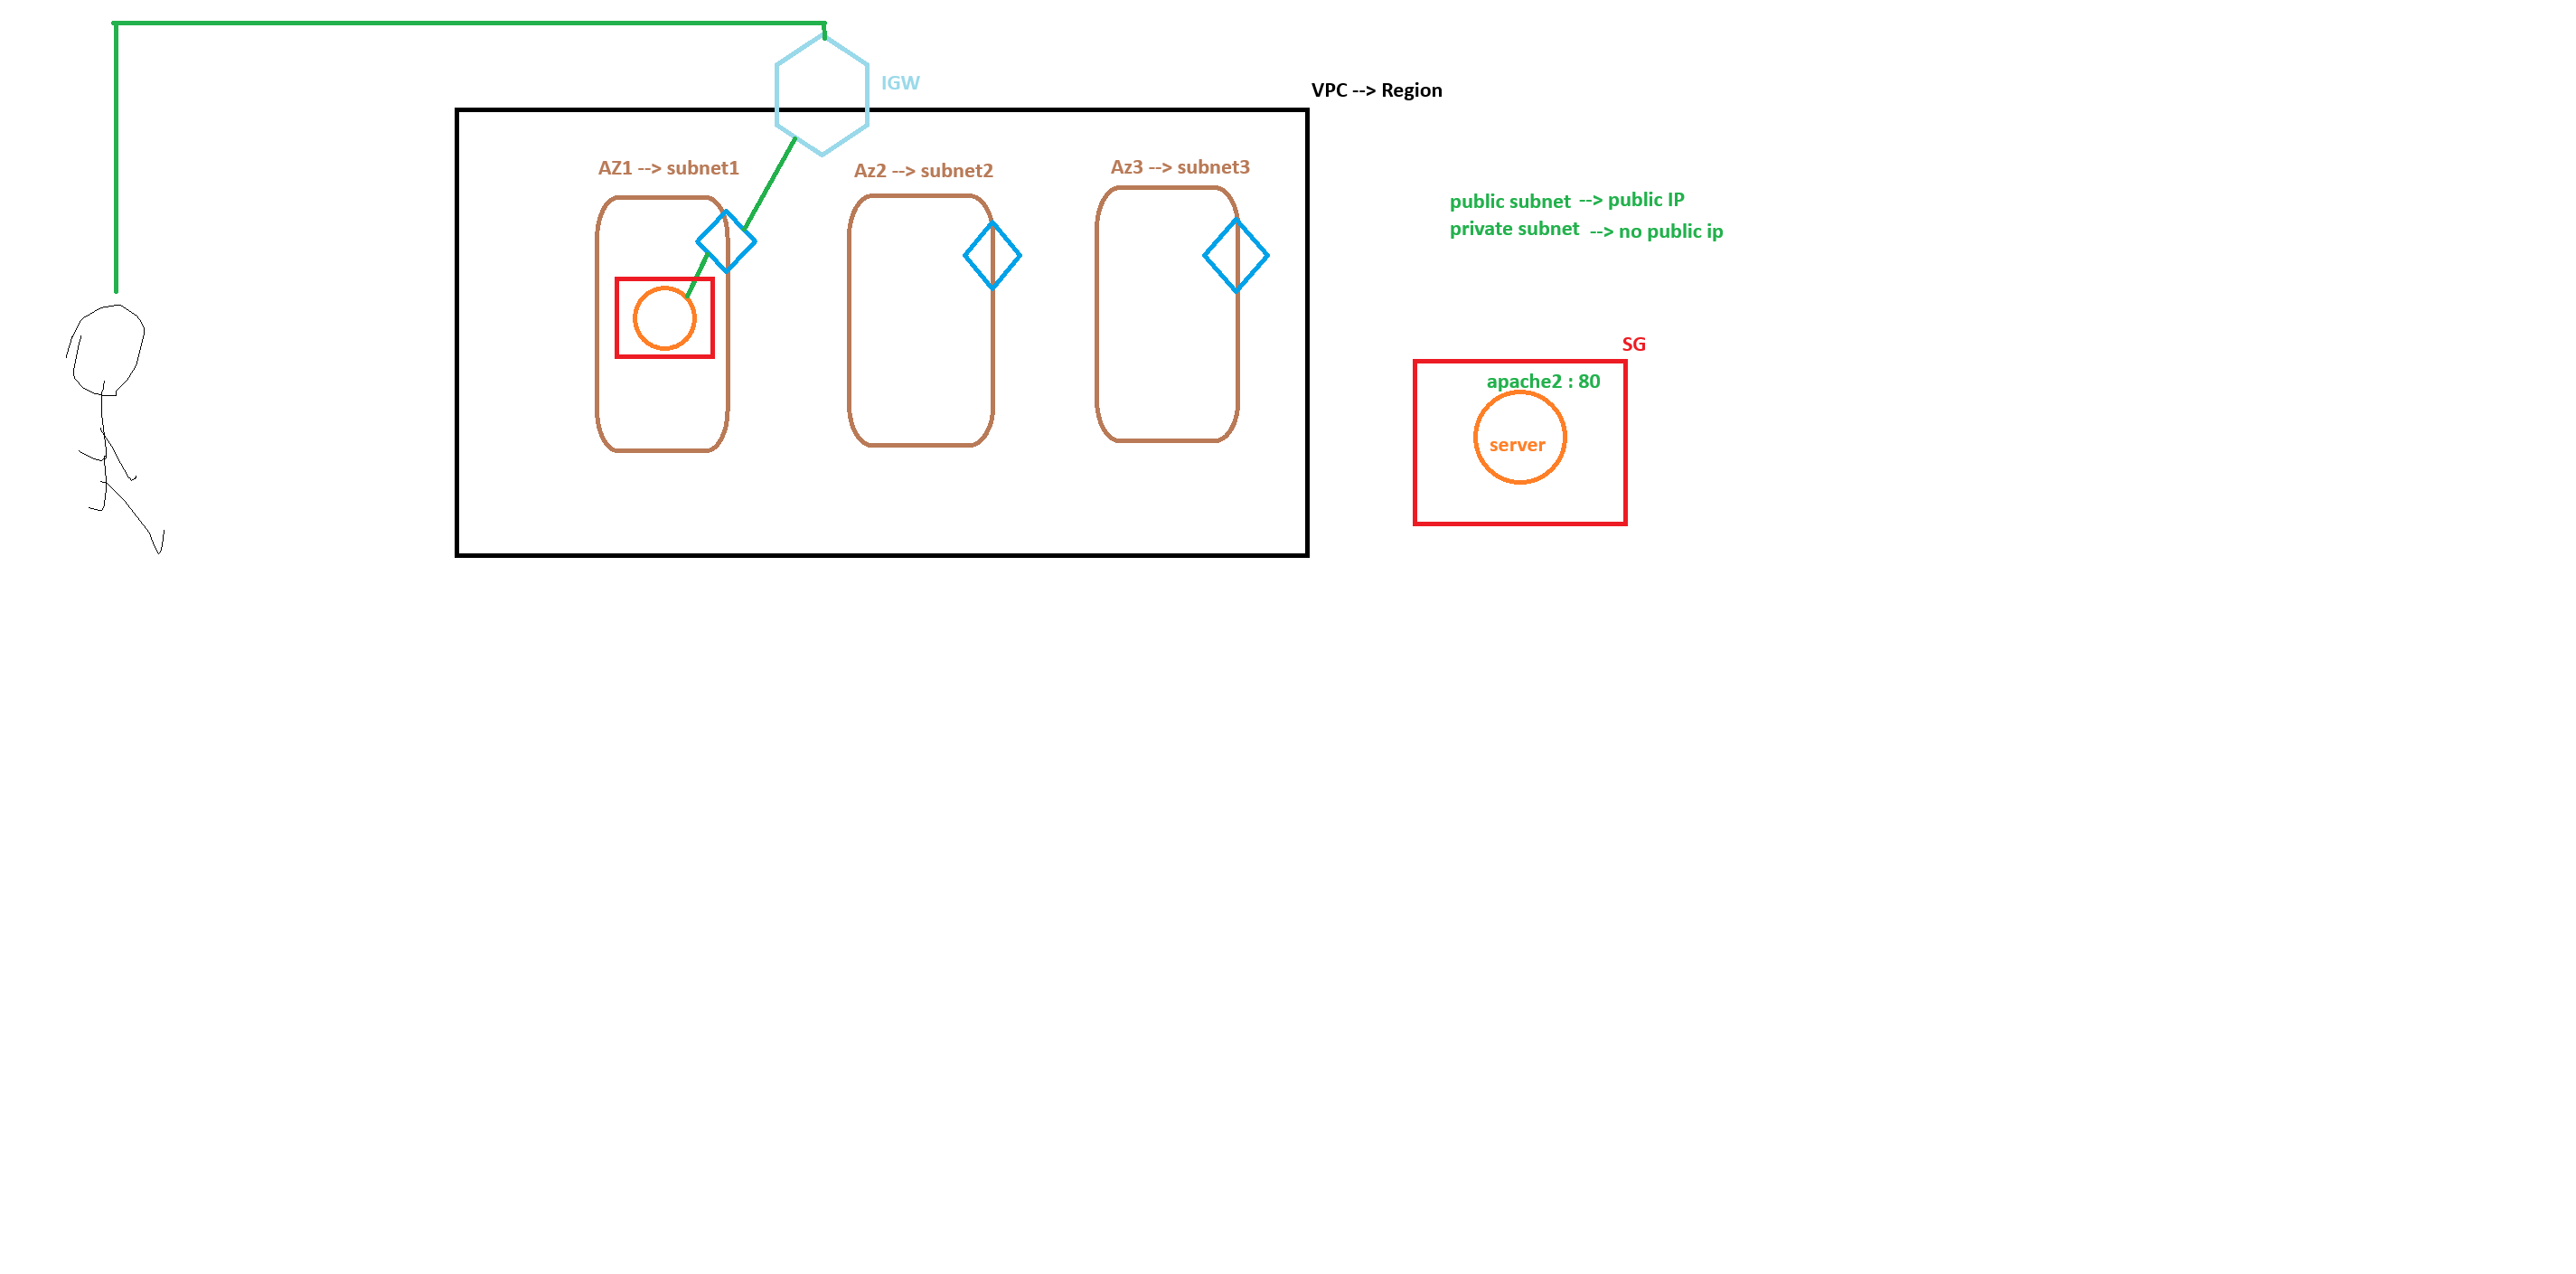 IGW
VPC --> Region
AZ1 --> subnet1
Az2 --> subnet2
Az3 --> subnet3
public subnet --> public IP
private subnet --> no public ip
SG
apache2 : 80
server